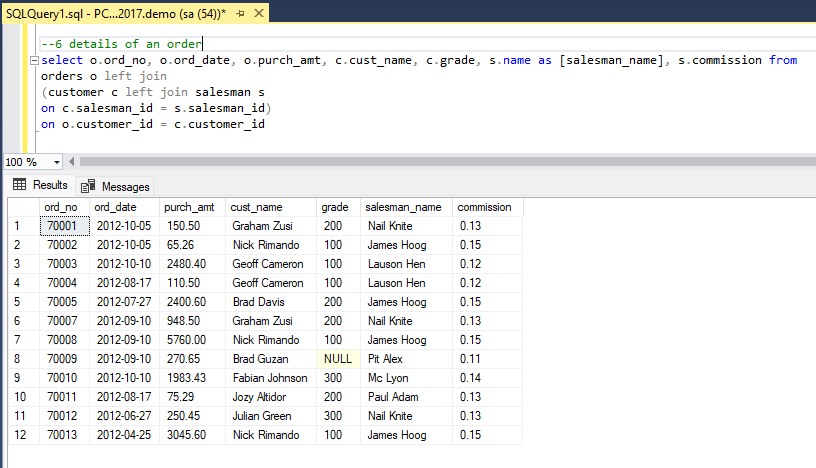 SQLQuery1.sql - PC...2017.demo (sa (54))*
--6 details of an order
select o.ord_no, o.ord_date, o.purch_amt, c.cust_name, c.grade, s.name as [salesman_name], s.commission from
orders o left join
(customer c left join salesman s
on c.salesman_id = s.salesman_id)
on o.customer_id = c.customer_id
100 %
Results Messages
ord_no ord_date purch_amt cust_name grade salesman_name commission
1 70001 2012-10-05 150.50 Graham Zusi 200 Nail Knite 0.13
2 70002 2012-10-05 65.26 Nick Rimando 100 James Hoog 0.15
3 70003 2012-10-10 2480.40 Geoff Cameron 100 Lauson Hen 0.12
4 70004 2012-08-17 110.50 Geoff Cameron 100 Lauson Hen 0.12
5 70005 2012-07-27 2400.60 Brad Davis 200 James Hoog 0.15
6 70007 2012-09-10 948.50 Graham Zusi 200 Nail Knite 0.13
7 70008 2012-09-10 5760.00 Nick Rimando 100 James Hoog 0.15
8 70009 2012-09-10 270.65 Brad Guzan NULL Pit Alex 0.11
9 70010 2012-10-10 1983.43 Fabian Johnson 300 Mc Lyon 0.14
10 70011 2012-08-17 75.29 Jozy Altidor 200 Paul Adam 0.13
11 70012 2012-06-27 250.45 Julian Green 300 Nail Knite 0.13
12 70013 2012-04-25 3045.60 Nick Rimando 100 James Hoog 0.15